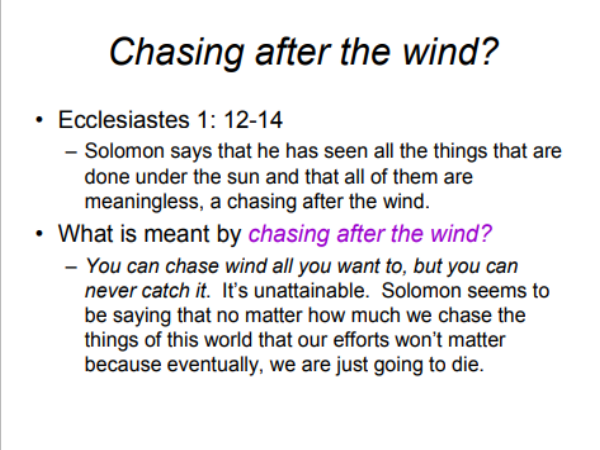 Chasing after the wind?
• Ecclesiastes 1: 12-14
– Solomon says that he has seen all the things that are
done under the sun and that all of them are
meaningless, a chasing after the wind.
• What is meant by chasing after the wind?
– You can chase wind all you want to, but you can
never catch it.  It's unattainable.  Solomon seems to
be saying that no matter how much we chase the
things of this world that our efforts won't matter
because eventually, we are just going to die.